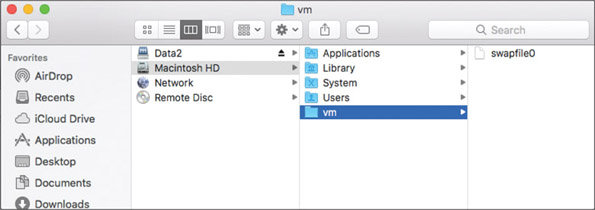 vm
Search
Favorites
AirDrop
Recents
iCloud Drive
Applications
Desktop
Documents
Downloads
Data2
Macintosh HD
Network
Remote Disc
Applications
Library
System
Users
vm
swapfile0